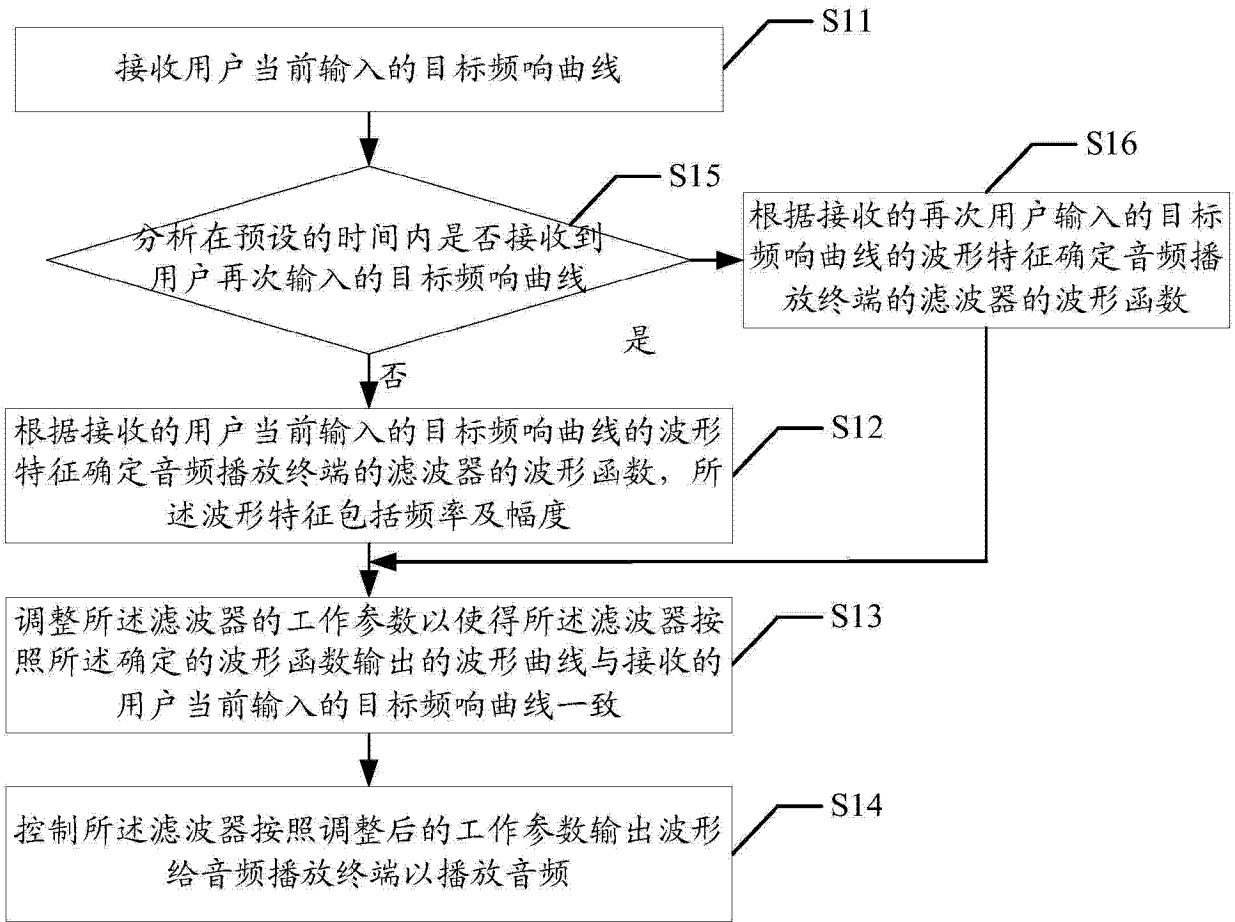 接收用户当前输入的目标频响曲线
S11
分析在预设的时间内是否接收到
用户再次输入的目标频响曲线
S15
是
否
根据接收的再次用户输入的目标
频响曲线的波形特征确定音频播
放终端的滤波器的波形函数
S16
根据接收的用户当前输入的目标频响曲线的波形
特征确定音频播放终端的滤波器的波形函数，所
述波形特征包括频率及幅度
S12
调整所述滤波器的工作参数以使得所述滤波器按
照所述确定的波形函数输出的波形曲线与接收的
用户当前输入的目标频响曲线一致
S13
控制所述滤波器按照调整后的工作参数输出波形
给音频播放终端以播放音频
S14